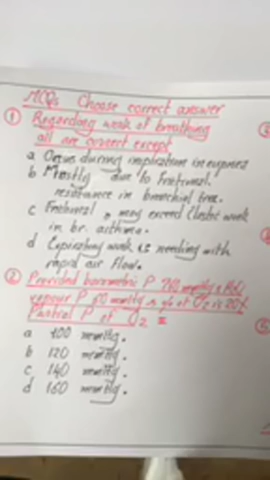 MCQs Choose correct answer
① Regarding work of breathing
all are correct except
a Occurs during inspiration in eupnea
b Mostly due to frictional
resistance in bronchial tree.
c Frictional may exceed elastic work
in br. asthma.
d Expiratory work is needing with
rapid air flow.
② Provided barometric P 760 mmHg &
vapour P 40 mmHg & % of O2 is 20%
Partial P of O2 =
a 100 mmHg.
b 120 mmHg.
c 140 mmHg.
d 160 mmHg.